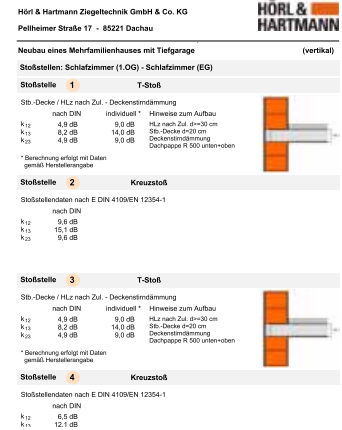 Hörl & Hartmann Ziegeltechnik GmbH & Co. KG
HÖRL &
HARTMANN
Pellheimer Straße 17 - 85221 Dachau
Neubau eines Mehrfamilienhauses mit Tiefgarage (vertikal)
Stoßstellen: Schlafzimmer (1.OG) - Schlafzimmer (EG)
Stoßstelle 1 T-Stoß
Stb.-Decke / HLz nach Zul. - Deckenstirndämmung
nach DIN individuell * Hinweise zum Aufbau
k12 4,9 dB 9,0 dB HLz nach Zul. d>=30 cm
k13 8,2 dB 14,0 dB Stb.-Decke d=20 cm
k23 4,9 dB 9,0 dB Deckenstirndämmung
Dachpappe R 500 unten+oben
* Berechnung erfolgt mit Daten
gemäß Herstellerangabe
Stoßstelle 2 Kreuzstoß
Stoßstellendaten nach E DIN 4109/EN 12354-1
nach DIN
k12 9,6 dB
k13 15,1 dB
k23 9,6 dB
Stoßstelle 3 T-Stoß
Stb.-Decke / HLz nach Zul. - Deckenstirndämmung
nach DIN individuell * Hinweise zum Aufbau
k12 4,9 dB 9,0 dB HLz nach Zul. d>=30 cm
k13 8,2 dB 14,0 dB Stb.-Decke d=20 cm
k23 4,9 dB 9,0 dB Deckenstirndämmung
Dachpappe R 500 unten+oben
* Berechnung erfolgt mit Daten
gemäß Herstellerangabe
Stoßstelle 4 Kreuzstoß
Stoßstellendaten nach E DIN 4109/EN 12354-1
nach DIN
k12 6,5 dB
k13 12,1 dB